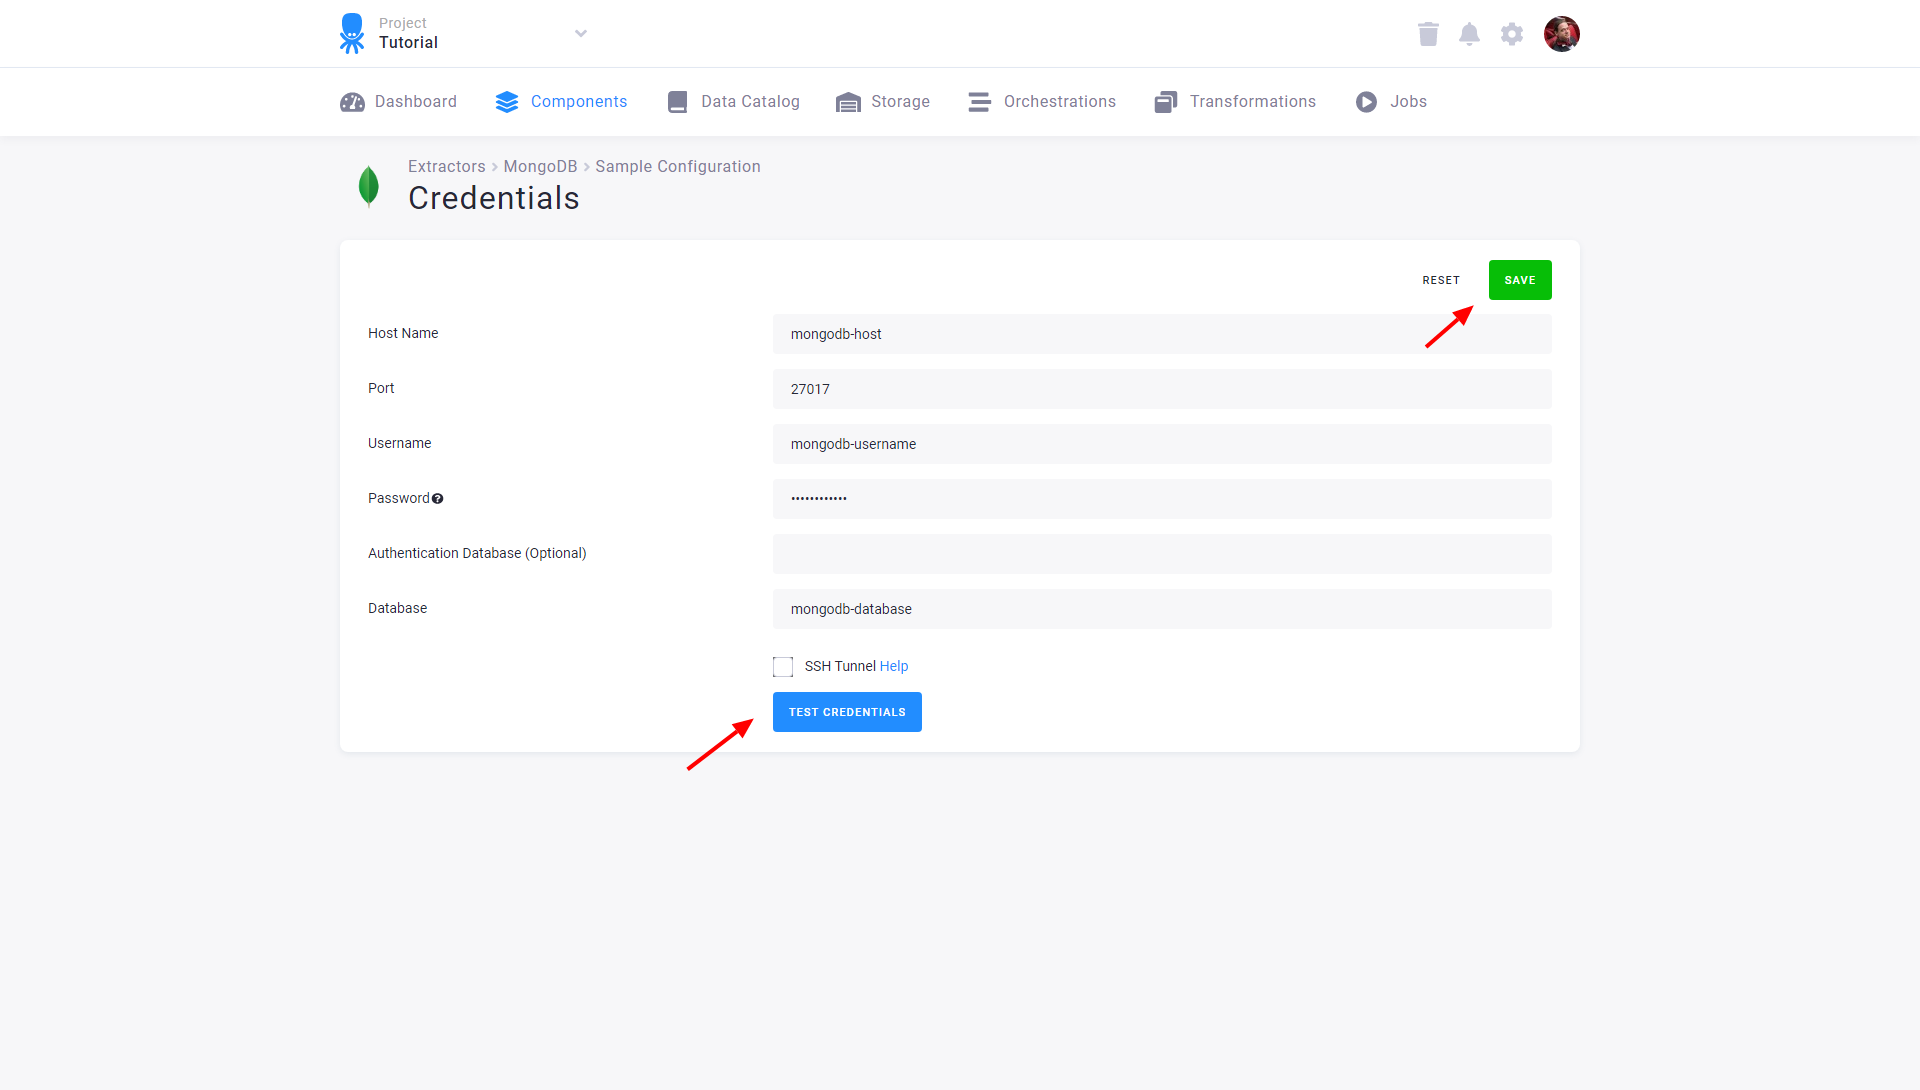 Project
Tutorial
Dashboard Components Data Catalog Storage Orchestrations Transformations Jobs
Extractors > MongoDB > Sample Configuration
Credentials
RESET SAVE
Host Name mongodb-host
Port 27017
Username mongodb-username
Password ••••••••••••
Authentication Database (Optional)
Database mongodb-database
SSH Tunnel Help
TEST CREDENTIALS